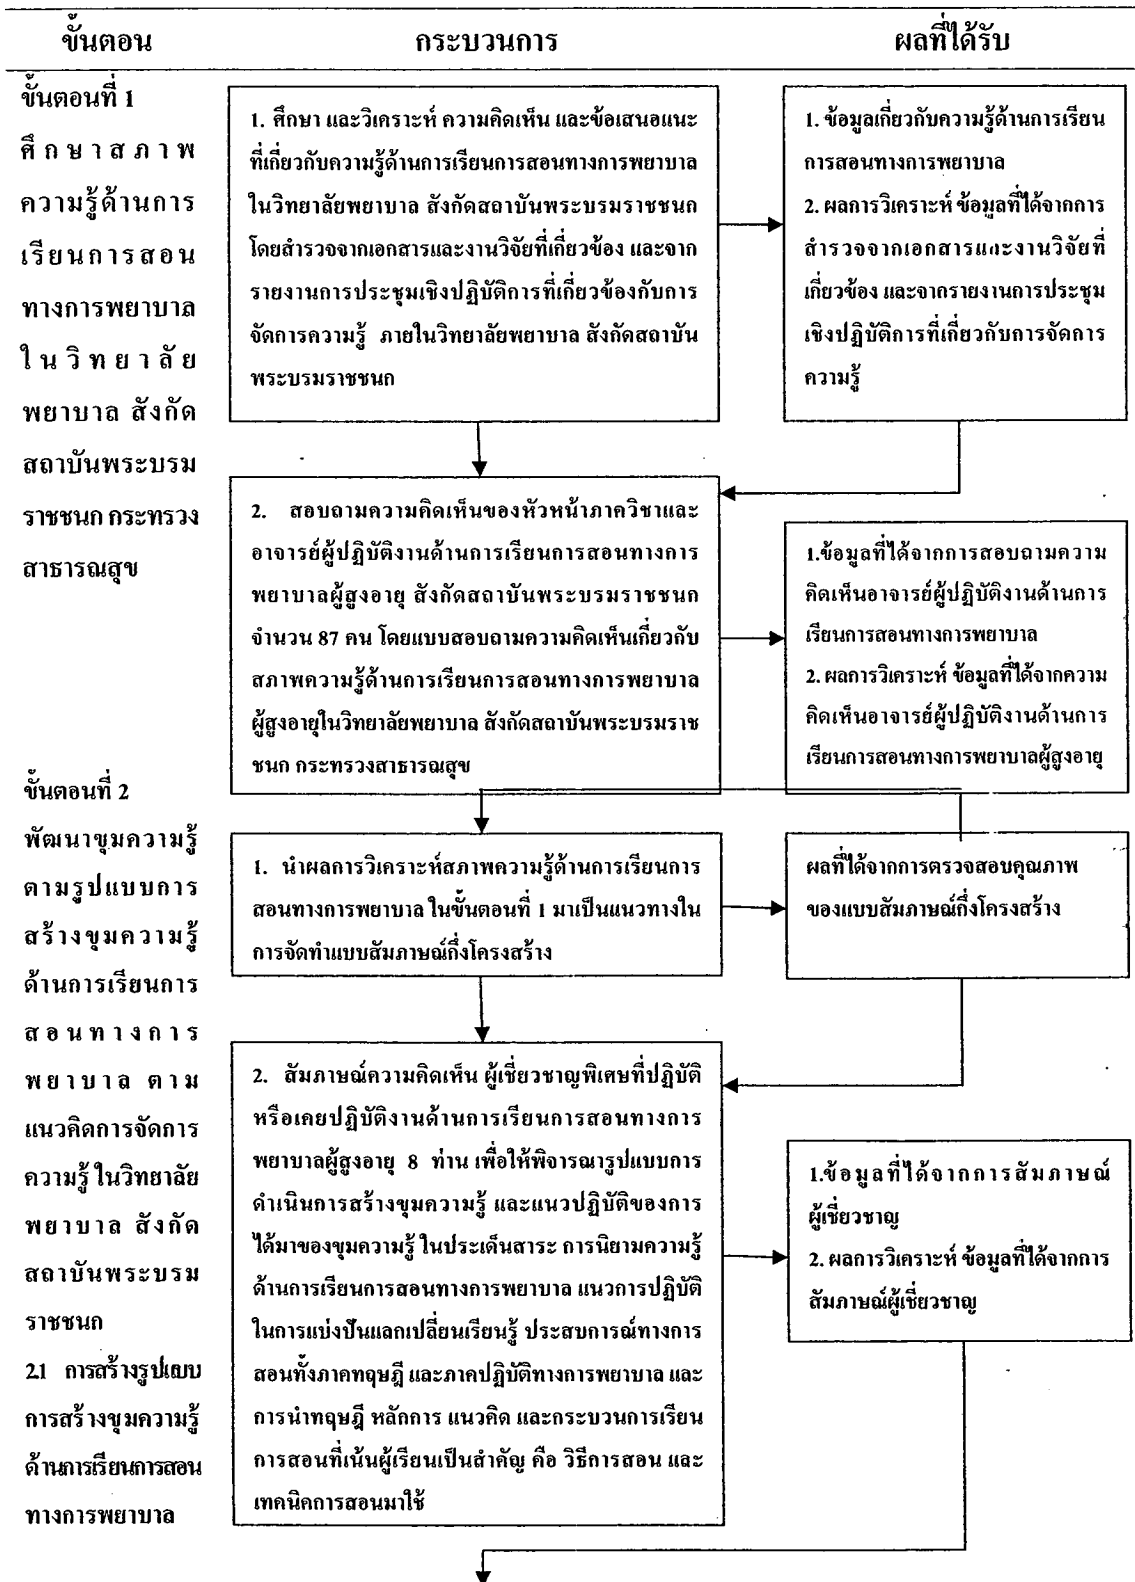 ขั้นตอน
กระบวนการ
ผลที่ได้รับ
ขั้นตอนที่ 1
ศึกษาสภาพ
ความรู้ด้านการ
เรียนการสอน
ทางการพยาบาล
ในวิทยาลัย
พยาบาล สังกัด
สถาบันพระบรม
ราชชนก กระทรวง
สาธารณสุข
1. ศึกษา และวิเคราะห์ ความคิดเห็น และข้อเสนอแนะ
ที่เกี่ยวกับความรู้ด้านการเรียนการสอนทางการพยาบาล
ในวิทยาลัยพยาบาล สังกัดสถาบันพระบรมราชชนก
โดยสำรวจจากเอกสารและงานวิจัยที่เกี่ยวข้อง และจาก
รายงานการประชุมเชิงปฏิบัติการที่เกี่ยวข้องกับการ
จัดการความรู้ ภายในวิทยาลัยพยาบาล สังกัดสถาบัน
พระบรมราชชนก
1. ข้อมูลเกี่ยวกับความรู้ด้านการเรียน
การสอนทางการพยาบาล
2. ผลการวิเคราะห์ ข้อมูลที่ได้จากการ
สำรวจจากเอกสารและงานวิจัยที่
เกี่ยวข้อง และจากรายงานการประชุม
เชิงปฏิบัติการที่เกี่ยวกับการจัดการ
ความรู้
2. สอบถามความคิดเห็นของหัวหน้าภาควิชาและ
อาจารย์ผู้ปฏิบัติงานด้านการเรียนการสอนทางการ
พยาบาลผู้สูงอายุ สังกัดสถาบันพระบรมราชชนก
จำนวน 87 คน โดยแบบสอบถามความคิดเห็นเกี่ยวกับ
สภาพความรู้ด้านการเรียนการสอนทางการพยาบาล
ผู้สูงอายุในวิทยาลัยพยาบาล สังกัดสถาบันพระบรมราช
ชนก กระทรวงสาธารณสุข
1.ข้อมูลที่ได้จากการสอบถามความ
คิดเห็นอาจารย์ผู้ปฏิบัติงานด้านการ
เรียนการสอนทางการพยาบาล
2. ผลการวิเคราะห์ ข้อมูลที่ได้จากความ
คิดเห็นอาจารย์ผู้ปฏิบัติงานด้านการ
เรียนการสอนทางการพยาบาลผู้สูงอายุ
ขั้นตอนที่ 2
พัฒนาขุมความรู้
ตามรูปแบบการ
สร้างขุมความรู้
ด้านการเรียนการ
สอนทางการ
พยาบาล ตาม
แนวคิดการจัดการ
ความรู้ ในวิทยาลัย
พยาบาล สังกัด
สถาบันพระบรม
ราชชนก
2.1 การสร้างรูปแบบ
การสร้างขุมความรู้
ด้านการเรียนการสอน
ทางการพยาบาล
1. นำผลการวิเคราะห์สภาพความรู้ด้านการเรียนการ
สอนทางการพยาบาล ในขั้นตอนที่ 1 มาเป็นแนวทางใน
การจัดทำแบบสัมภาษณ์กึ่งโครงสร้าง
ผลที่ได้จากการตรวจสอบคุณภาพ
ของแบบสัมภาษณ์กึ่งโครงสร้าง
2. สัมภาษณ์ความคิดเห็น ผู้เชี่ยวชาญพิเศษที่ปฏิบัติ
หรือเคยปฏิบัติงานด้านการเรียนการสอนทางการ
พยาบาลผู้สูงอายุ 8 ท่าน เพื่อให้พิจารณารูปแบบการ
ดำเนินการสร้างขุมความรู้ และแนวปฏิบัติของการ
ได้มาของขุมความรู้ ในประเด็นสาระ การนิยามความรู้
ด้านการเรียนการสอนทางการพยาบาล แนวการปฏิบัติ
ในการแบ่งปันแลกเปลี่ยนเรียนรู้ ประสบการณ์ทางการ
สอนทั้งภาคทฤษฎี และภาคปฏิบัติทางการพยาบาล และ
การนำทฤษฎี หลักการ แนวคิด และกระบวนการเรียน
การสอนที่เน้นผู้เรียนเป็นสำคัญ คือ วิธีการสอน และ
เทคนิคการสอนมาใช้
1.ข้อมูลที่ได้จากการสัมภาษณ์
ผู้เชี่ยวชาญ
2. ผลการวิเคราะห์ ข้อมูลที่ได้จากการ
สัมภาษณ์ผู้เชี่ยวชาญ